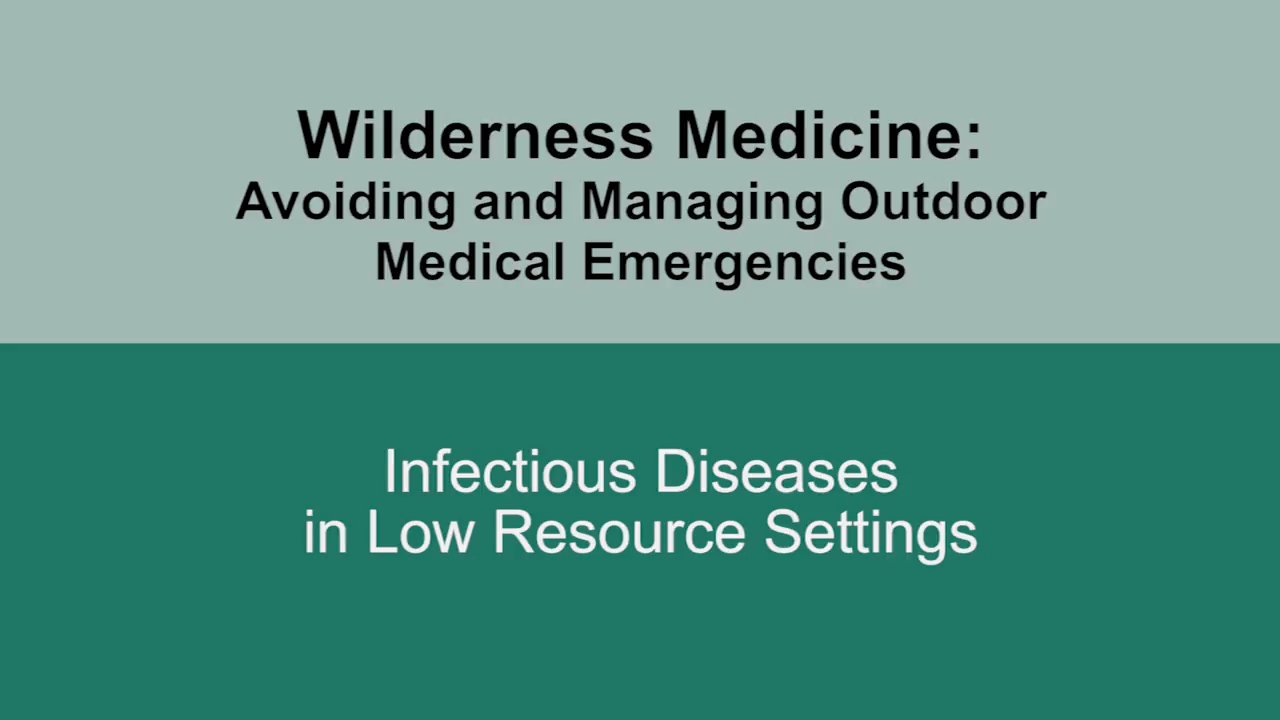 Wilderness Medicine:
Avoiding and Managing Outdoor
Medical Emergencies
Infectious Diseases
in Low Resource Settings